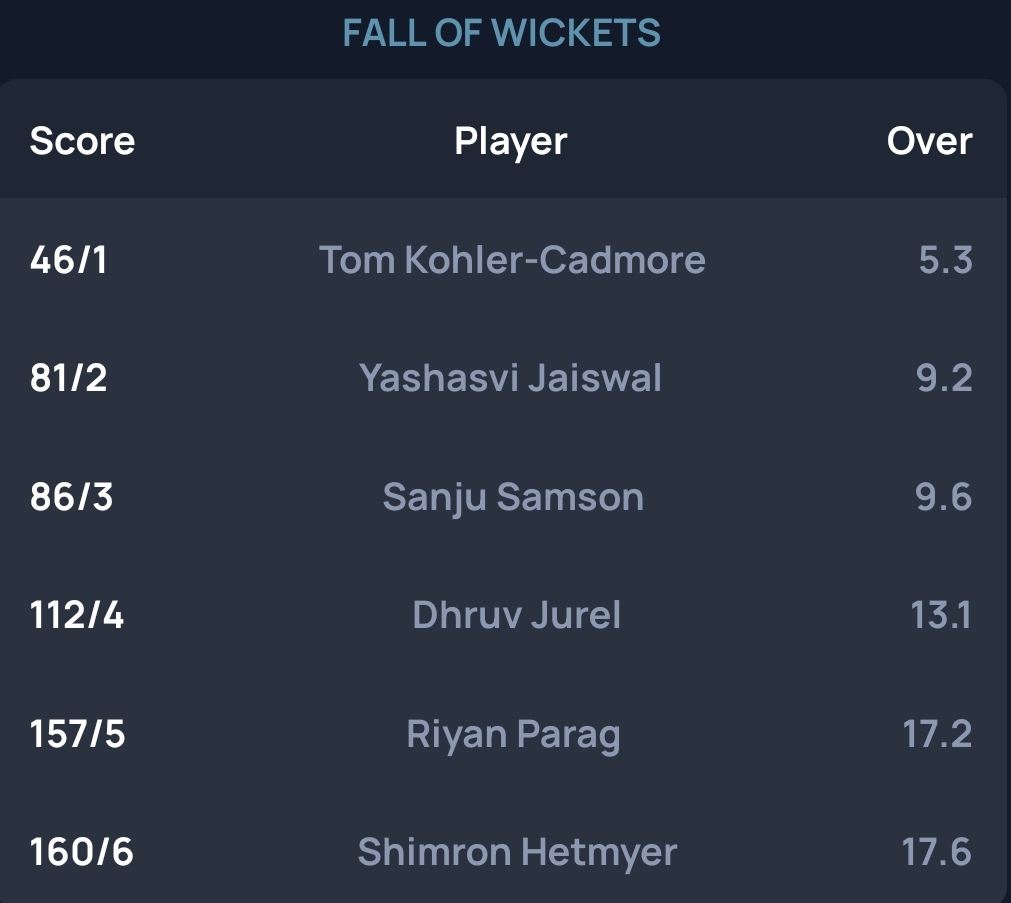 FALL OF WICKETS
Score Player Over
46/1 Tom Kohler-Cadmore 5.3
81/2 Yashasvi Jaiswal 9.2
86/3 Sanju Samson 9.6
112/4 Dhruv Jurel 13.1
157/5 Riyan Parag 17.2
160/6 Shimron Hetmyer 17.6